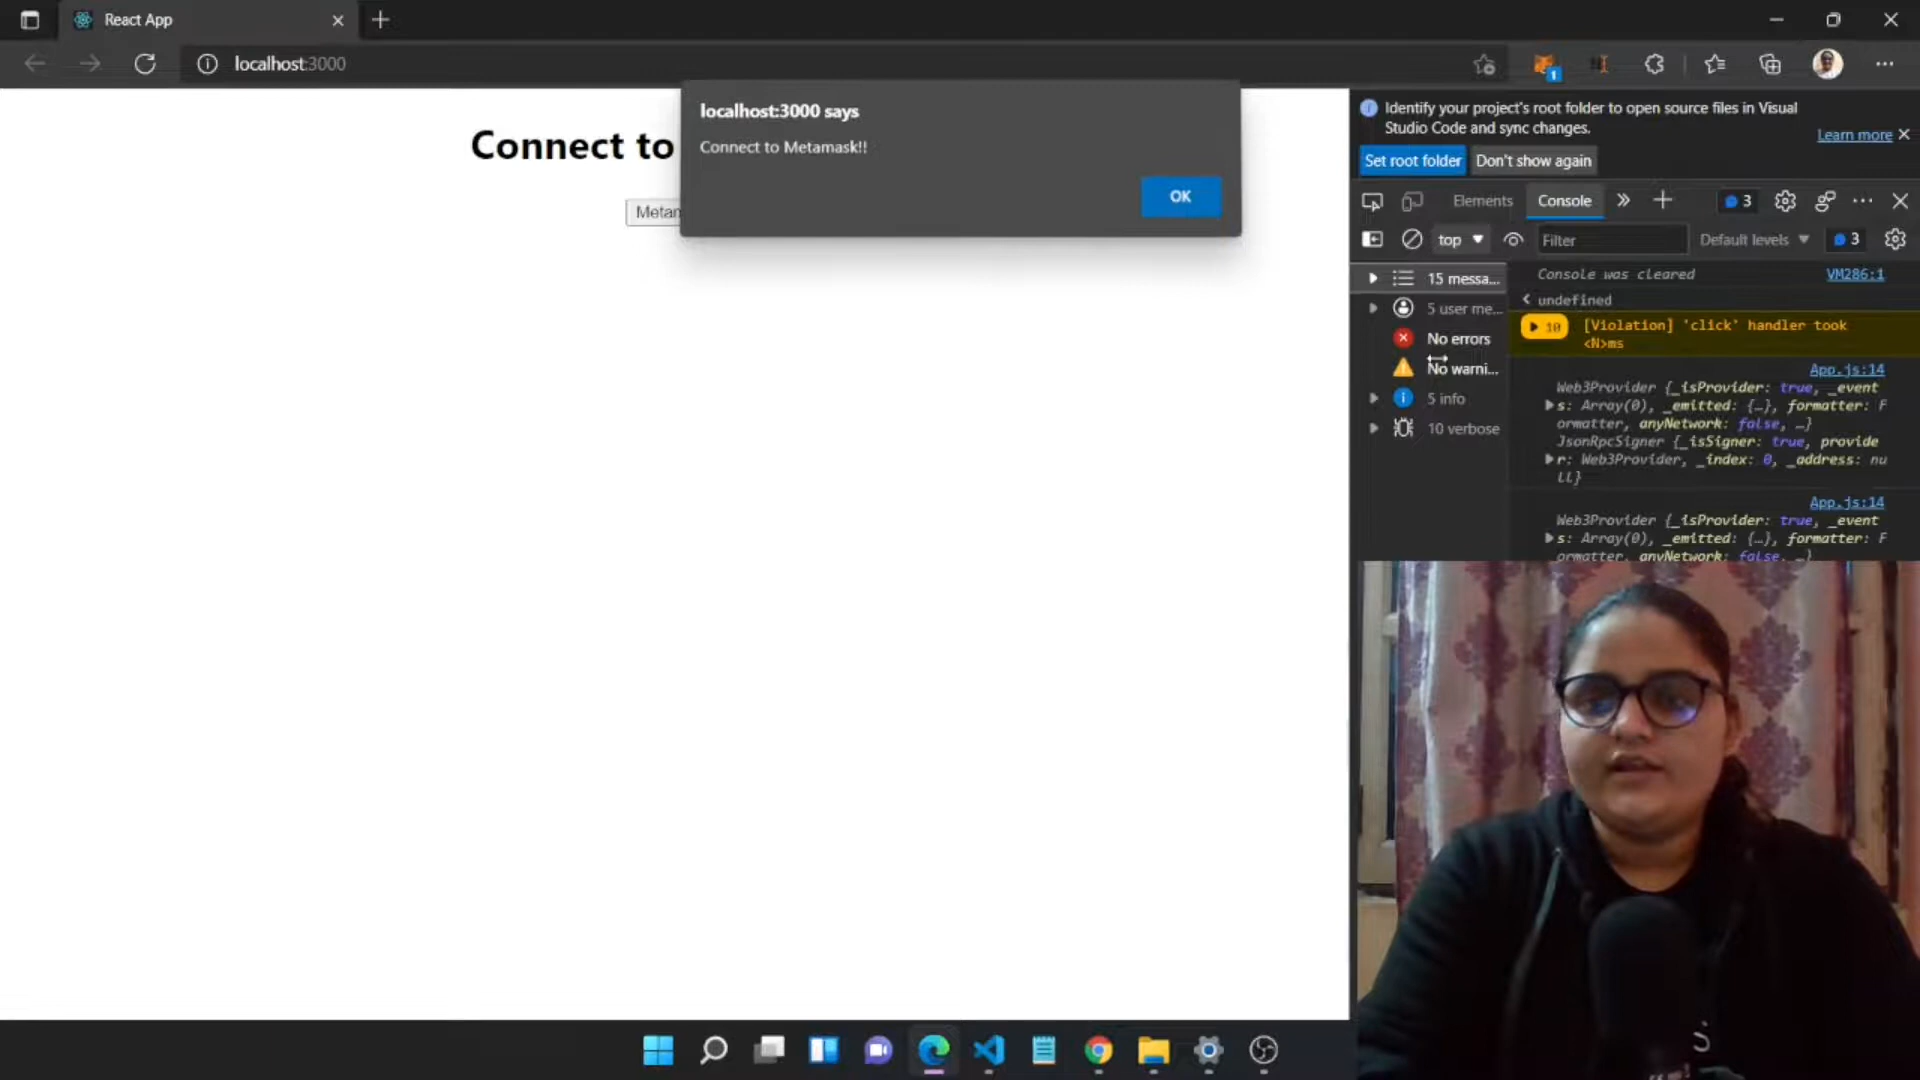 React App
localhost:3000
localhost:3000 says
Connect to Metamask!!
OK
Connect to
Metan
1
Identify your project's root folder to open source files in Visual
Studio Code and sync changes.
Learn more
Set root folder
Don't show again
Elements
Console
3
top
Filter
Default levels
3
15 messa...
5 user me...
No errors
No warni...
5 info
10 verbose
Console was cleared
VM286:1
undefined
10
[Violation] 'click' handler took
<N>ms
App.js:14
Web3Provider {_isProvider: true, _event
s: Array(0), _emitted: {…}, formatter: F
ormatter, anyNetwork: false, …}
JsonRpcSigner {_isSigner: true, provide
r: Web3Provider, _index: 0, _address: nu
ll}
App.js:14
Web3Provider {_isProvider: true, _event
s: Array(0), _emitted: {…}, formatter: F
ormatter, anyNetwork: false, …}